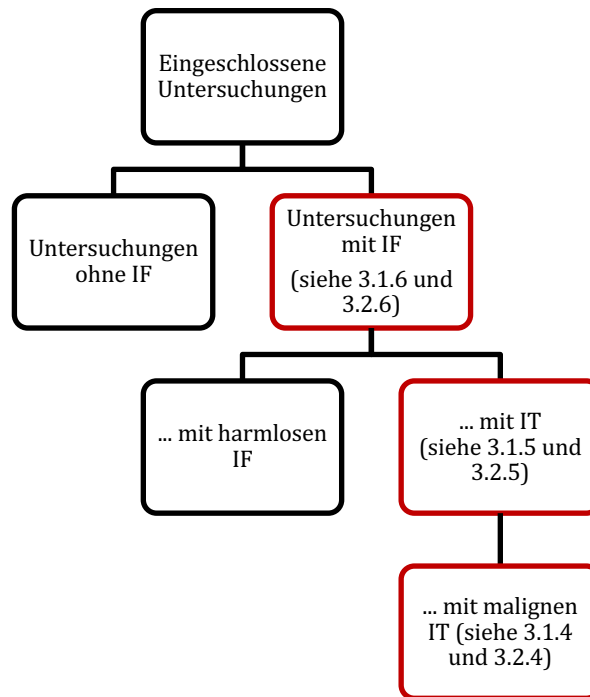 Eingeschlossene
Untersuchungen
Untersuchungen
ohne IF
Untersuchungen
mit IF
(siehe 3.1.6 und
3.2.6)
... mit harmlosen
IF
... mit IT
(siehe 3.1.5 und
3.2.5)
... mit malignen
IT (siehe 3.1.4
und 3.2.4)